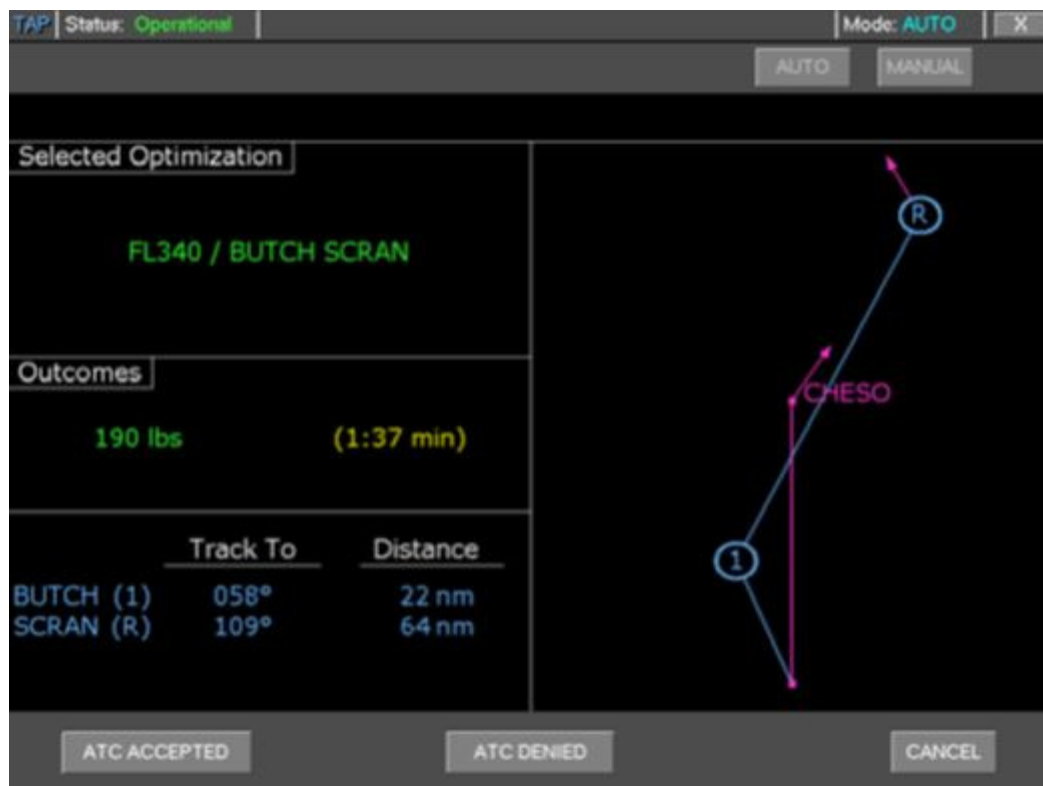 TAP Status: Operational Mode: AUTO X
AUTO MANUAL
Selected Optimization
FL340 / BUTCH SCRAN
Outcomes
190 lbs (1:37 min)
Track To Distance
BUTCH (1) 058° 22 nm
SCRAN (R) 109° 64 nm
R
CHESO
1
ATC ACCEPTED ATC DENIED CANCEL